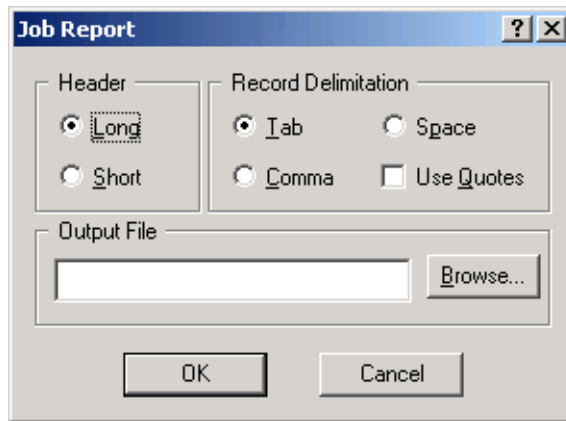 Job Report
Header
Long
Short
Record Delimitation
Tab
Space
Comma
Use Quotes
Output File
Browse...
OK
Cancel